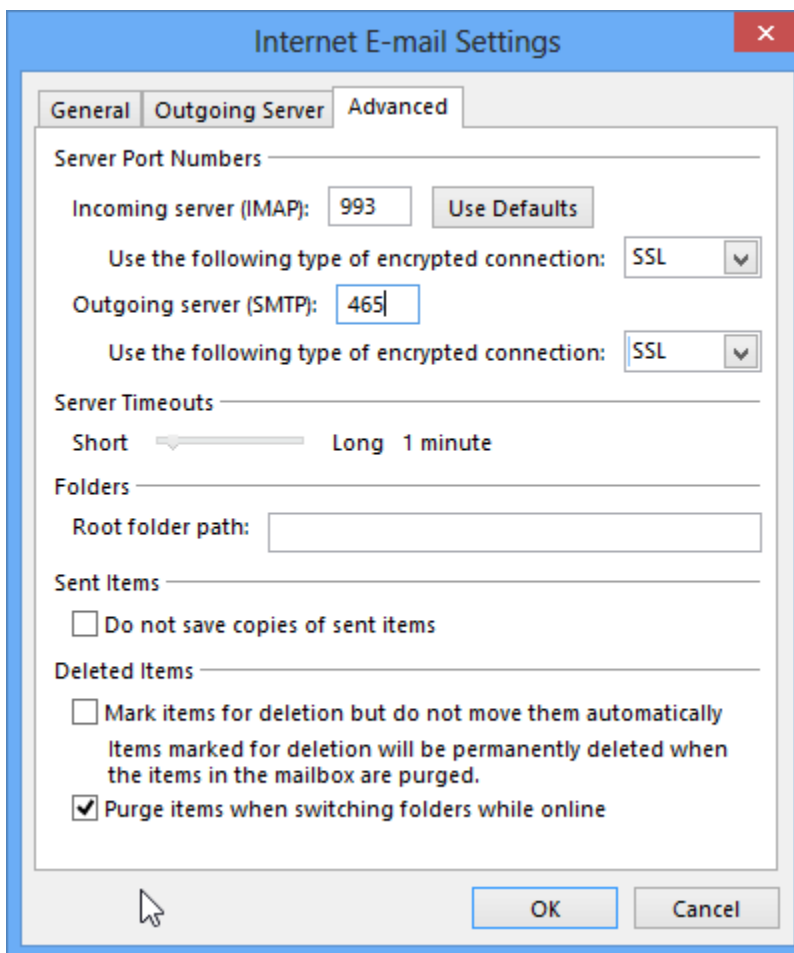 Internet E-mail Settings
General Outgoing Server Advanced
Server Port Numbers
Incoming server (IMAP): 993 Use Defaults
Use the following type of encrypted connection: SSL
Outgoing server (SMTP): 465
Use the following type of encrypted connection: SSL
Server Timeouts
Short Long 1 minute
Folders
Root folder path:
Sent Items
Do not save copies of sent items
Deleted Items
Mark items for deletion but do not move them automatically
Items marked for deletion will be permanently deleted when
the items in the mailbox are purged.
Purge items when switching folders while online
OK Cancel